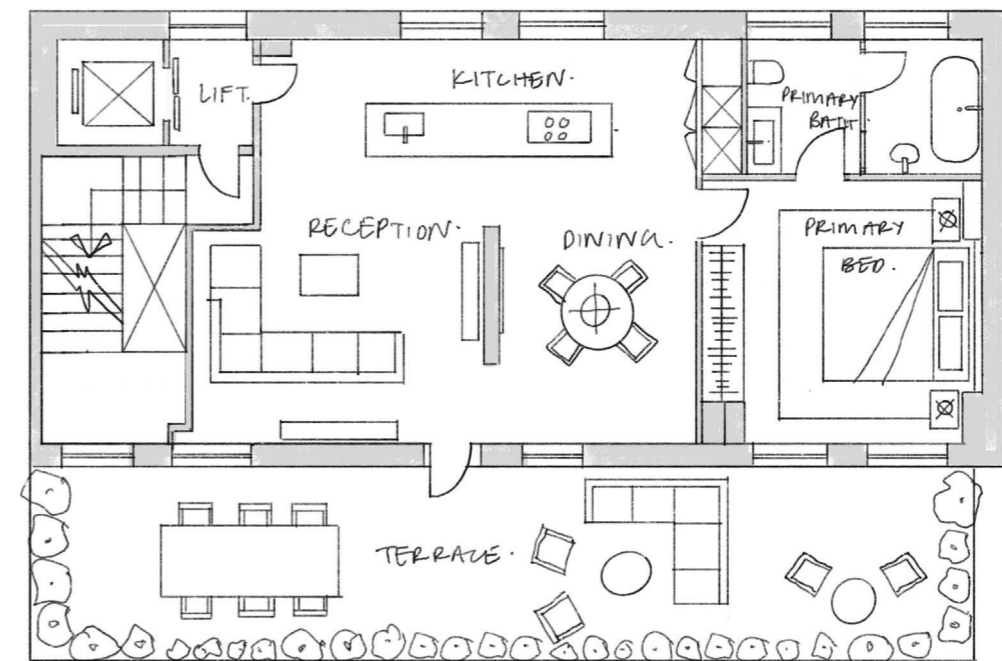 KITCHEN.
LIFT.
PRIMARY
BATH.
RECEPTION.
DINING.
PRIMARY
BED.
TERRACE.